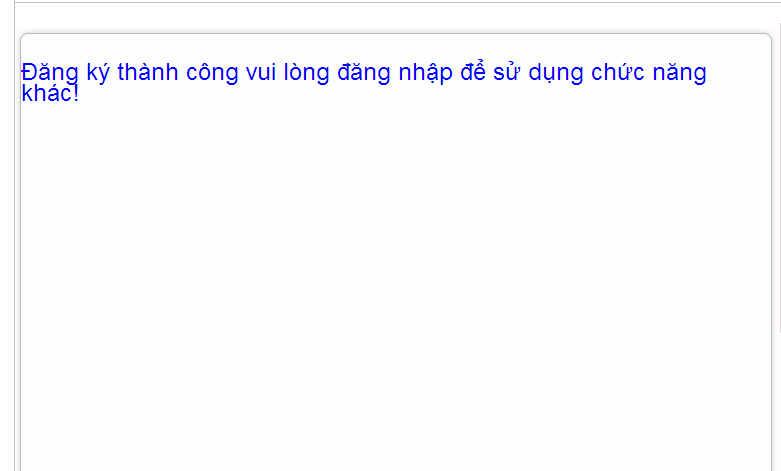 Đăng ký thành công vui lòng đăng nhập để sử dụng chức năng
khác!